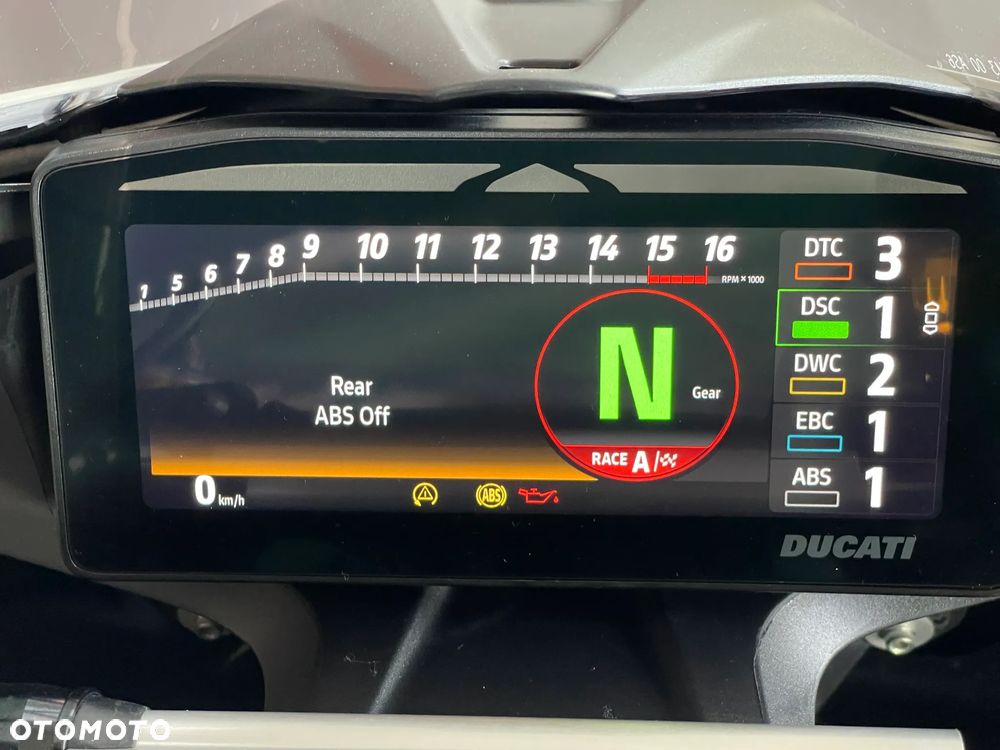 1 5 6 7 8 9 10 11 12 13 14 15 16
RPM × 1000
DTC 3
DSC 1
DWC 2
EBC 1
ABS 1
Rear
ABS Off
N
Gear
RACE A/
0 km/h
ABS
DUCATI
OTOMOTO